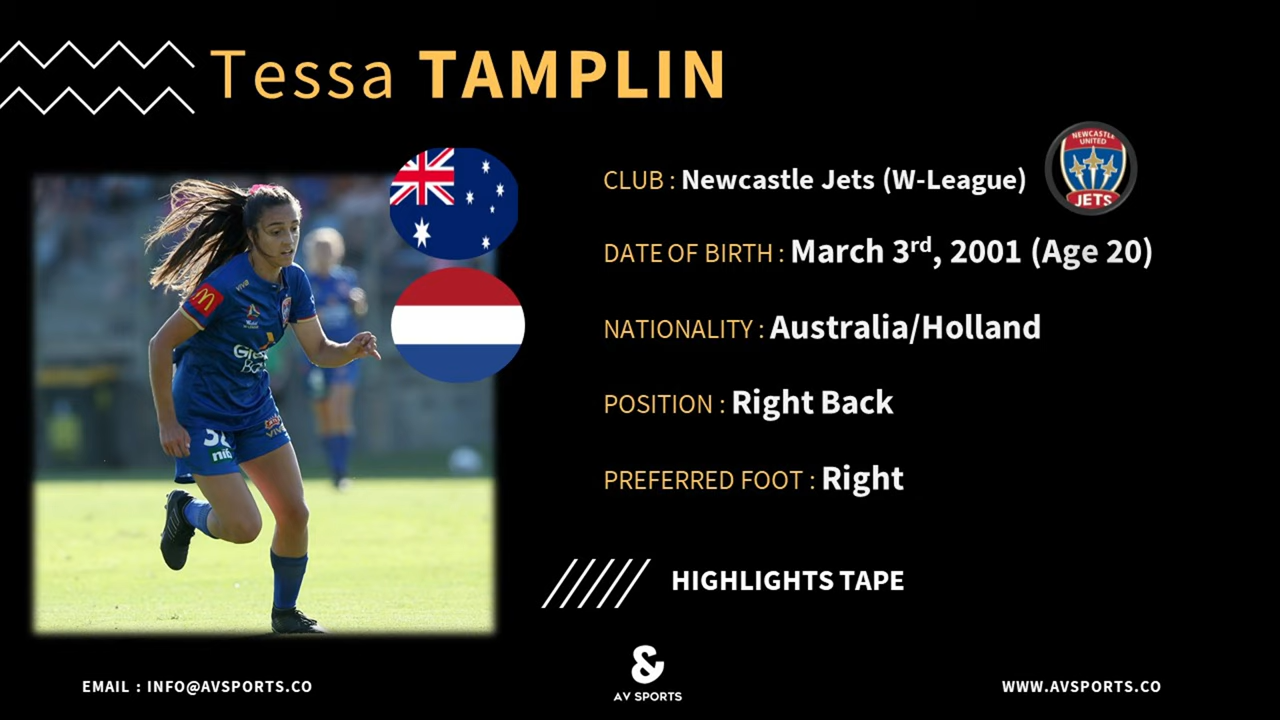 Tessa TAMPLIN
NEWCASTLE
UNITED
JETS
CLUB : Newcastle Jets (W-League)
DATE OF BIRTH : March 3rd, 2001 (Age 20)
NATIONALITY : Australia/Holland
POSITION : Right Back
PREFERRED FOOT : Right
HIGHLIGHTS TAPE
&
AV SPORTS
EMAIL : INFO@AVSPORTS.CO
WWW.AVSPORTS.CO